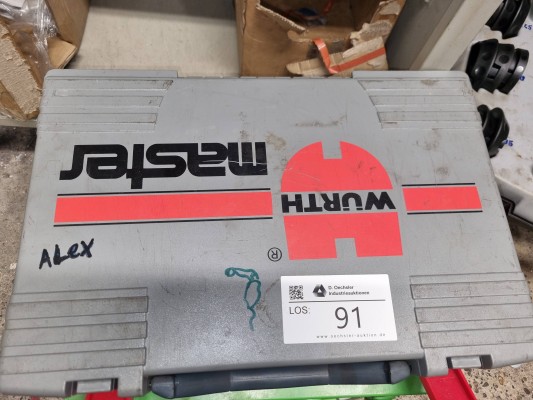 master
WÜRTH
®
ALex
D. Oechsler
Industrieauktionen
LOS:
91
www.oechsler-auktion.de